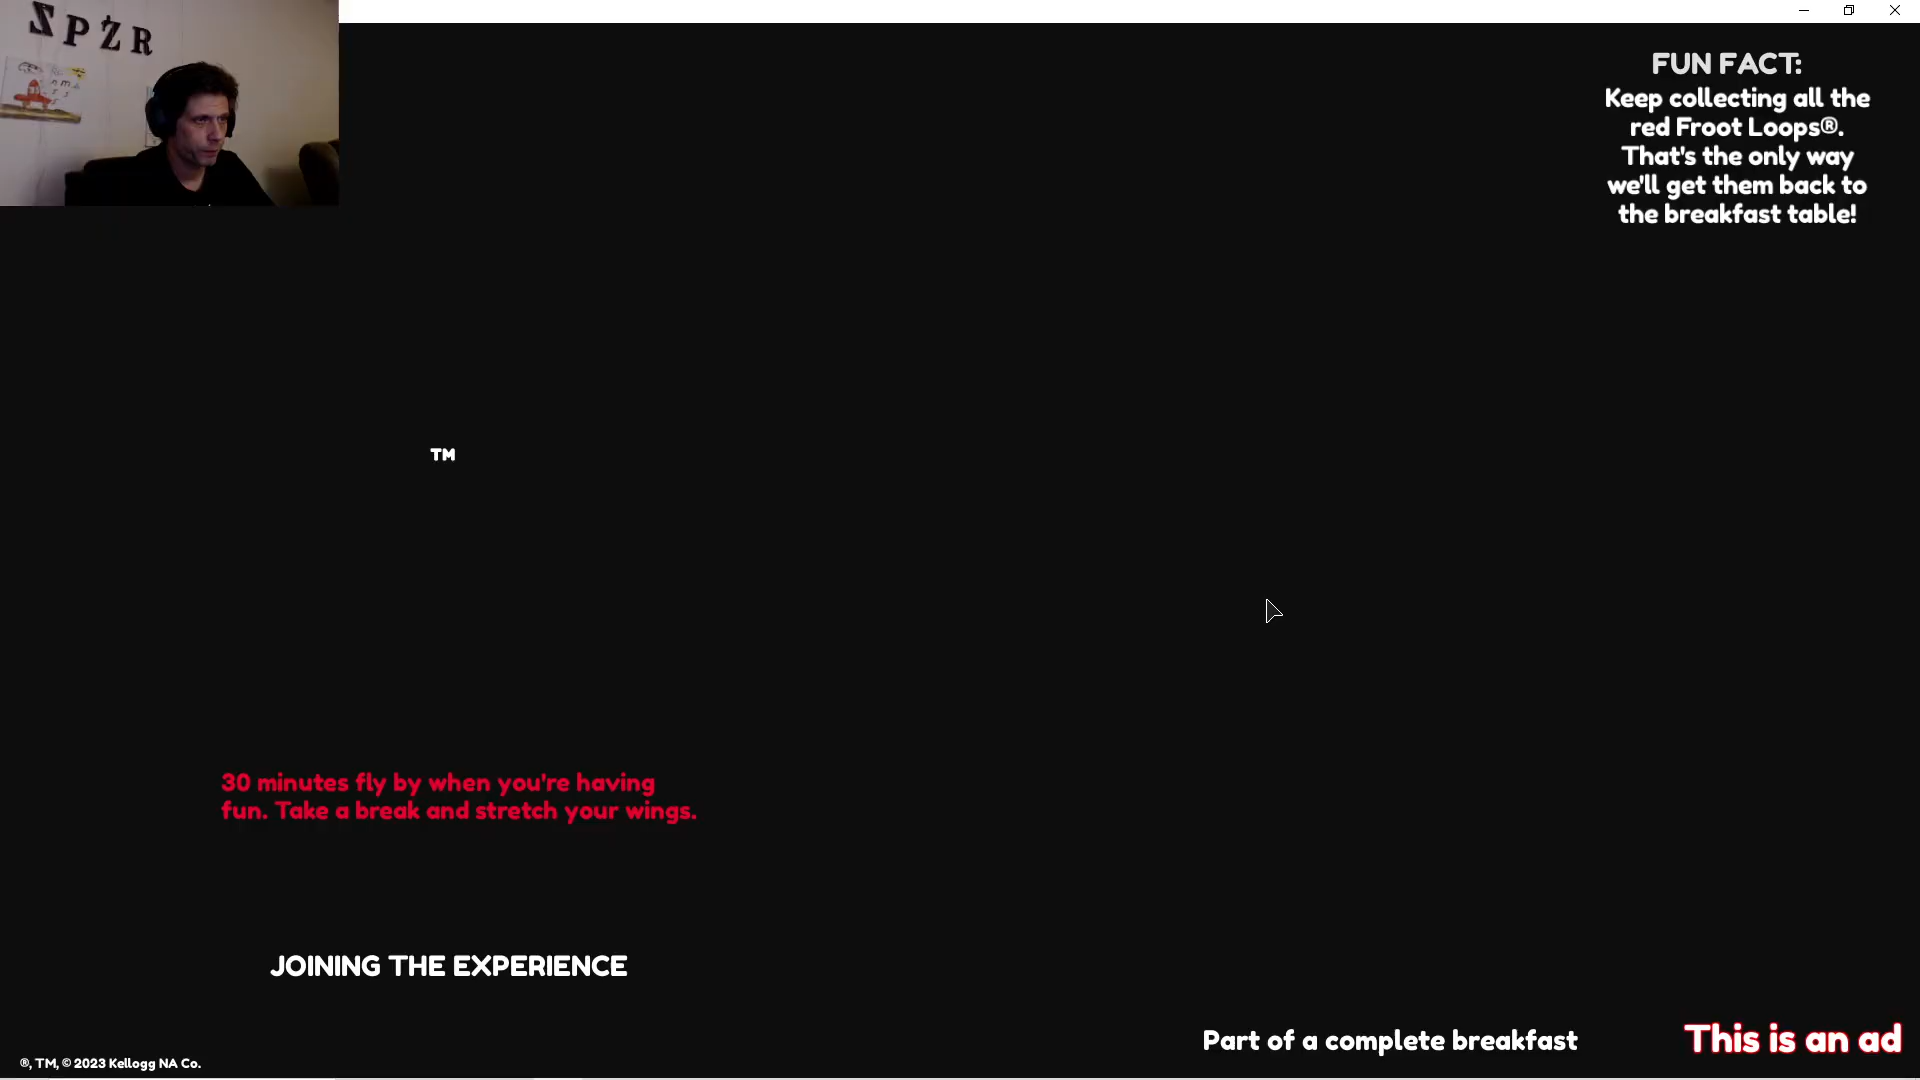 SPŻR
FUN FACT:
Keep collecting all the
red Froot Loops®.
That's the only way
we'll get them back to
the breakfast table!
TM
30 minutes fly by when you're having
fun. Take a break and stretch your wings.
JOINING THE EXPERIENCE
Part of a complete breakfast
This is an ad
®, TM, © 2023 Kellogg NA Co.